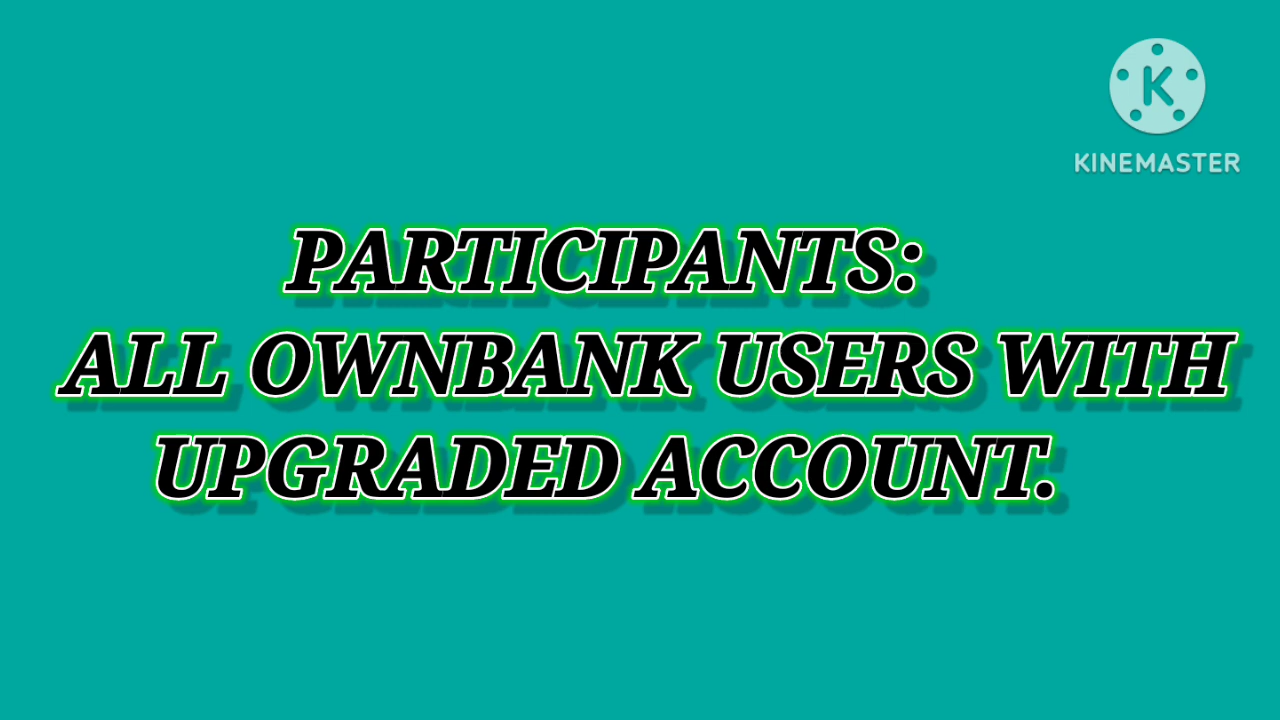 K
KINEMASTER
PARTICIPANTS:
ALL OWNBANK USERS WITH
UPGRADED ACCOUNT.